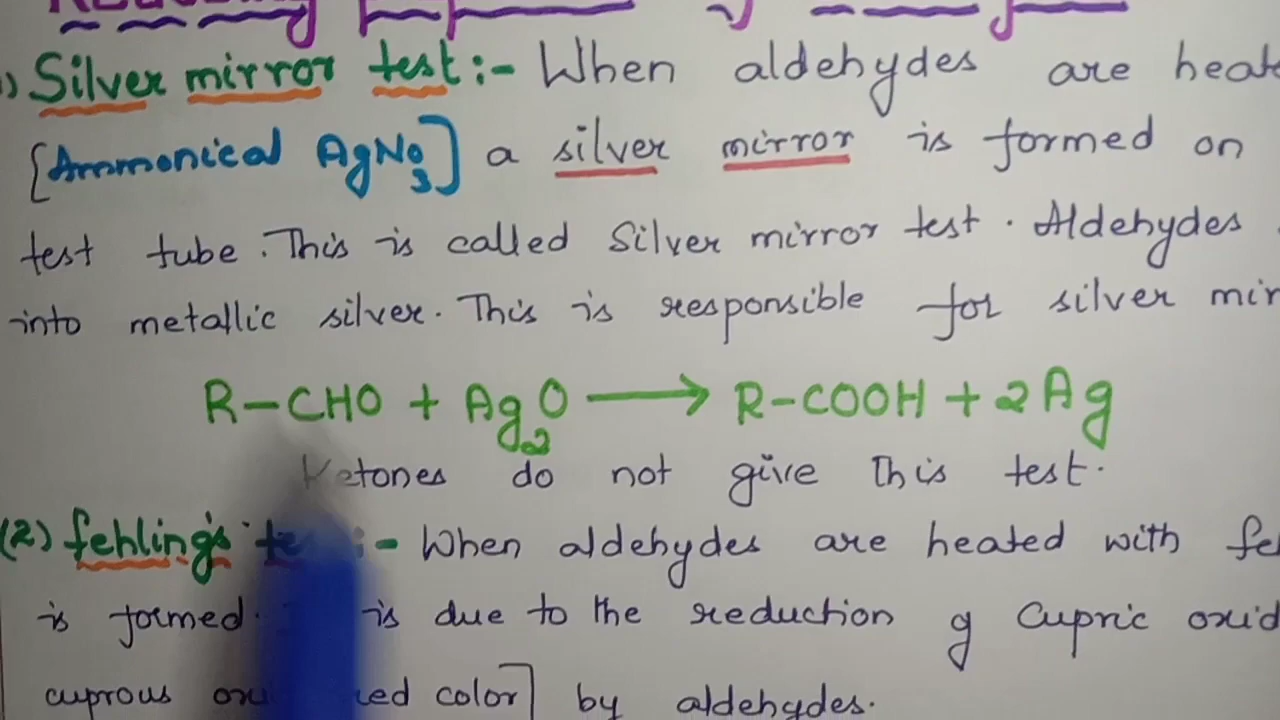 Silver mirror test :- When aldehydes are heat
[Ammonical AgNO3] a silver mirror is formed on
test tube. This is called Silver mirror test. Aldehydes
into metallic silver. This is responsible for silver mir
R-CHO + Ag2O → R-COOH + 2Ag
Ketones do not give This test.
(2) fehling's :- When aldehydes are heated with fe
is formed. is due to the reduction of Cupric oxid
cuprous red color] by aldehydes.